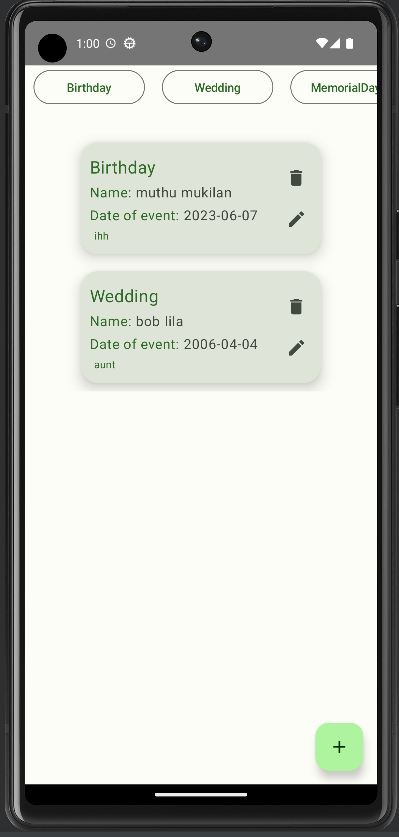 1:00
Birthday
Wedding
MemorialDay
Birthday
Name: muthu mukilan
Date of event: 2023-06-07
ihh
Wedding
Name: bob lila
Date of event: 2006-04-04
aunt
+